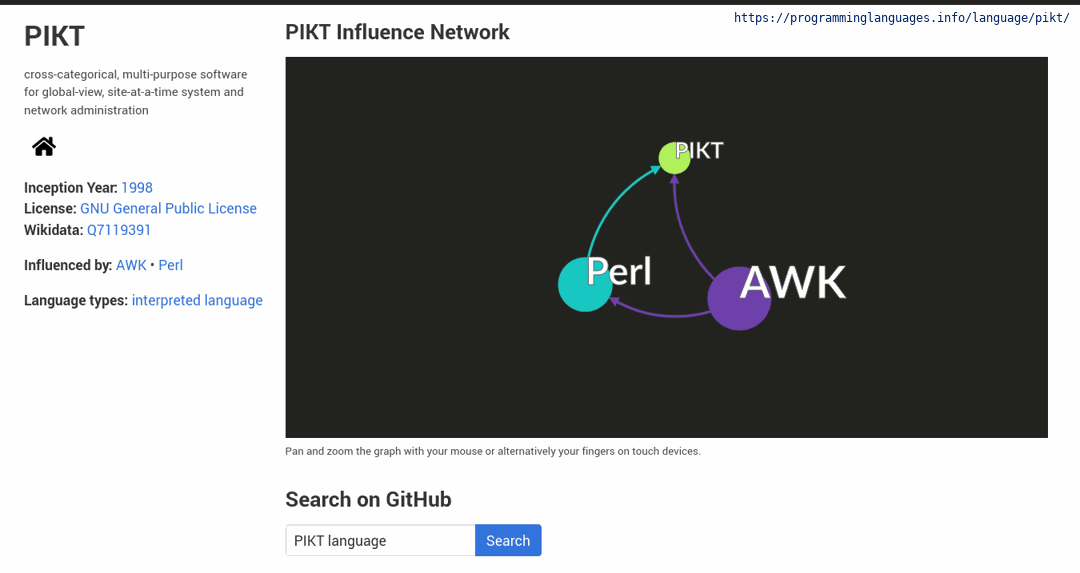 https://programminglanguages.info/language/pikt/
PIKT
cross-categorical, multi-purpose software
for global-view, site-at-a-time system and
network administration
Inception Year: 1998
License: GNU General Public License
Wikidata: Q7119391
Influenced by: AWK • Perl
Language types: interpreted language
PIKT Influence Network
PIKT
Perl
AWK
Pan and zoom the graph with your mouse or alternatively your fingers on touch devices.
Search on GitHub
PIKT language
Search